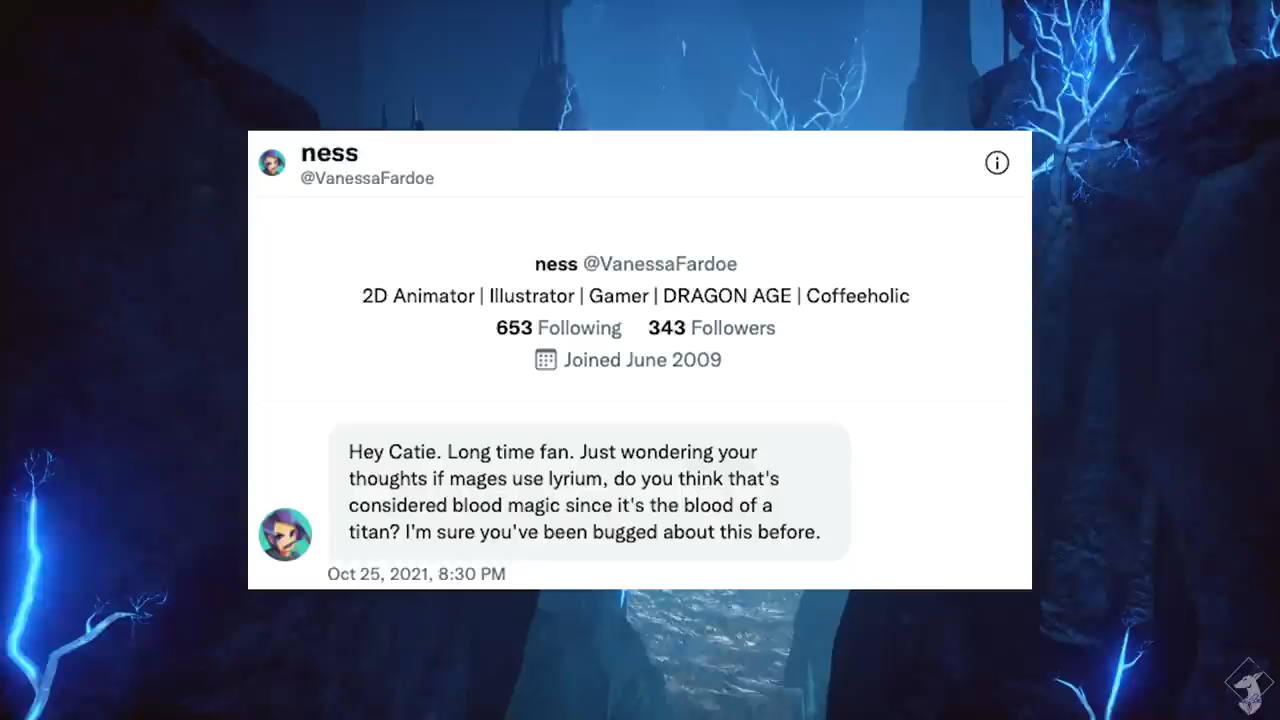 ness
@VanessaFardoe
ness @VanessaFardoe
2D Animator | Illustrator | Gamer | DRAGON AGE | Coffeeholic
653 Following 343 Followers
Joined June 2009
Hey Catie. Long time fan. Just wondering your
thoughts if mages use lyrium, do you think that's
considered blood magic since it's the blood of a
titan? I'm sure you've been bugged about this before.
Oct 25, 2021, 8:30 PM